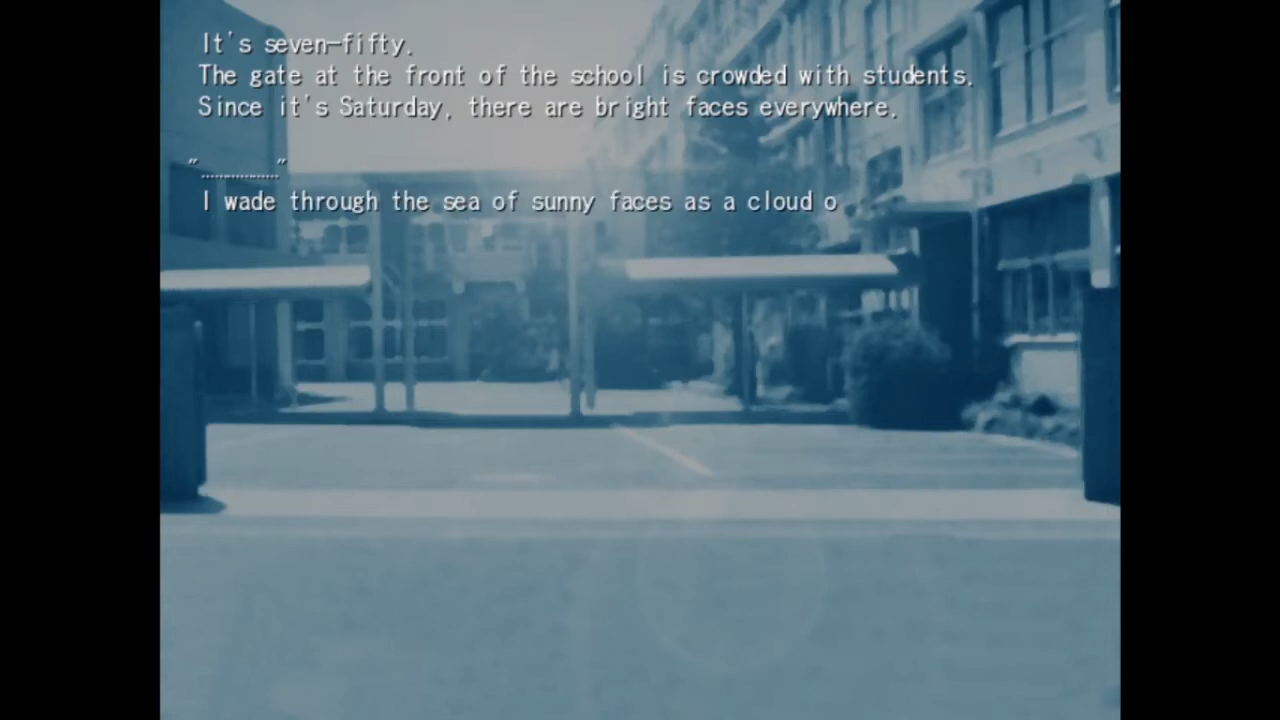 It's seven-fifty.
The gate at the front of the school is crowded with students.
Since it's Saturday, there are bright faces everywhere.
"………………"
I wade through the sea of sunny faces as a cloud o